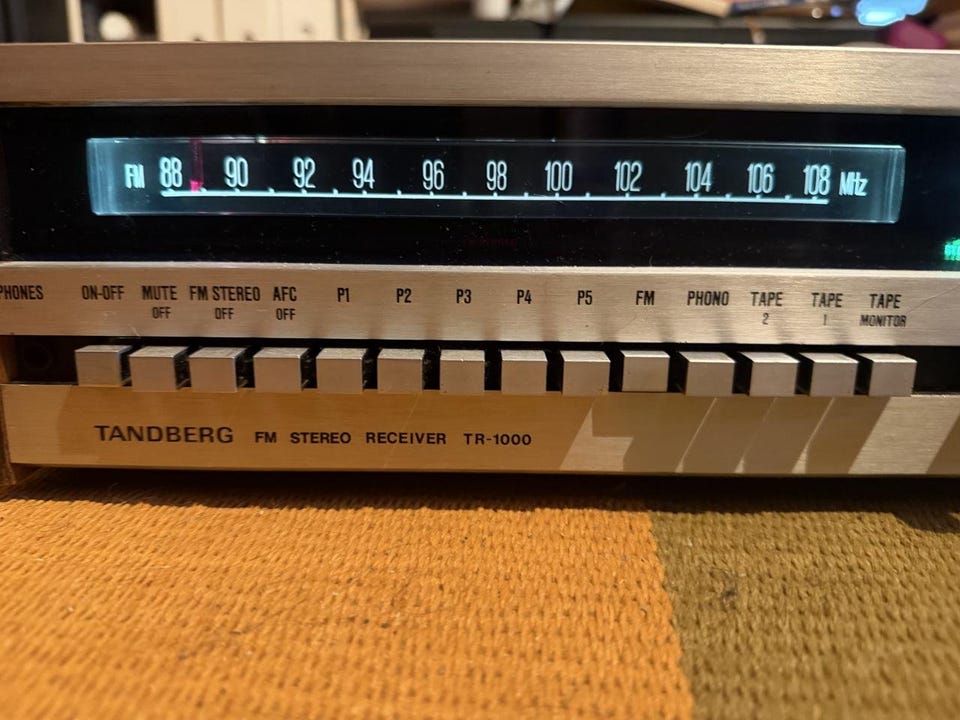 FM 88 90 92 94 96 98 100 102 104 106 108 MHz
PHONES ON-OFF MUTE FM STEREO AFC P1 P2 P3 P4 P5 FM PHONO TAPE TAPE TAPE
OFF OFF OFF 2 1 MONITOR
TANDBERG FM STEREO RECEIVER TR-1000